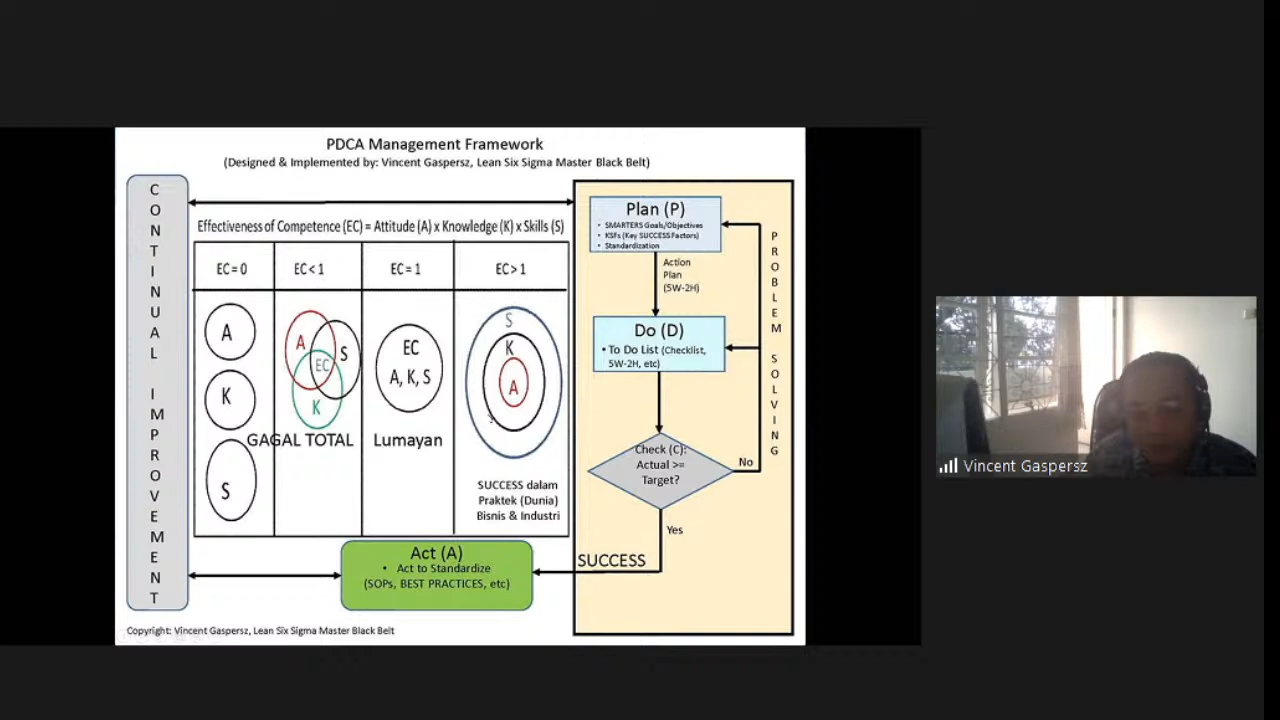 PDCA Management Framework
(Designed & Implemented by: Vincent Gaspersz, Lean Six Sigma Master Black Belt)
CONTINUAL IMPROVEMENT
Effectiveness of Competence (EC) = Attitude (A) x Knowledge (K) x Skills (S)
EC = 0
EC < 1
EC = 1
EC > 1
A
K
S
A
S
EC
K
GAGAL TOTAL
EC
A, K, S
Lumayan
S
K
A
SUCCESS dalam
Praktek (Dunia)
Bisnis & Industri
Plan (P)
• SMARTERS Goals/Objectives
• KSFs (Key SUCCESS Factors)
• Standardization
Action
Plan
(5W-2H)
Do (D)
• To Do List (Checklist,
5W-2H, etc)
Check (C):
Actual >=
Target?
No
Yes
PROBLEM SOLVING
SUCCESS
Act (A)
• Act to Standardize
(SOPs, BEST PRACTICES, etc)
Copyright: Vincent Gaspersz, Lean Six Sigma Master Black Belt
Vincent Gaspersz